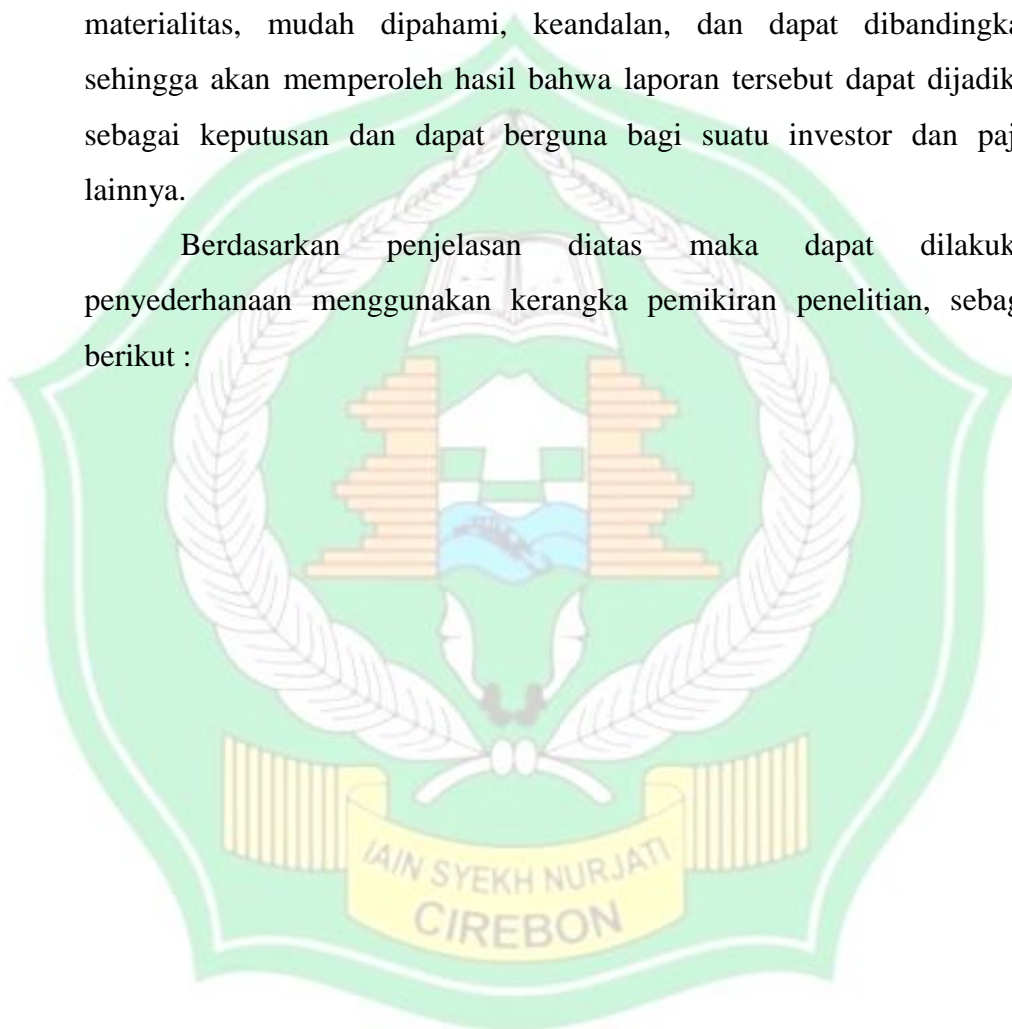 materialitas, mudah dipahami, keandalan, dan dapat dibandingka
sehingga akan memperoleh hasil bahwa laporan tersebut dapat dijadik
sebagai keputusan dan dapat berguna bagi suatu investor dan paj
lainnya.
Berdasarkan penjelasan diatas maka dapat dilakuk
penyederhanaan menggunakan kerangka pemikiran penelitian, sebag
berikut :
IAIN SYEKH NURJATI
CIREBON